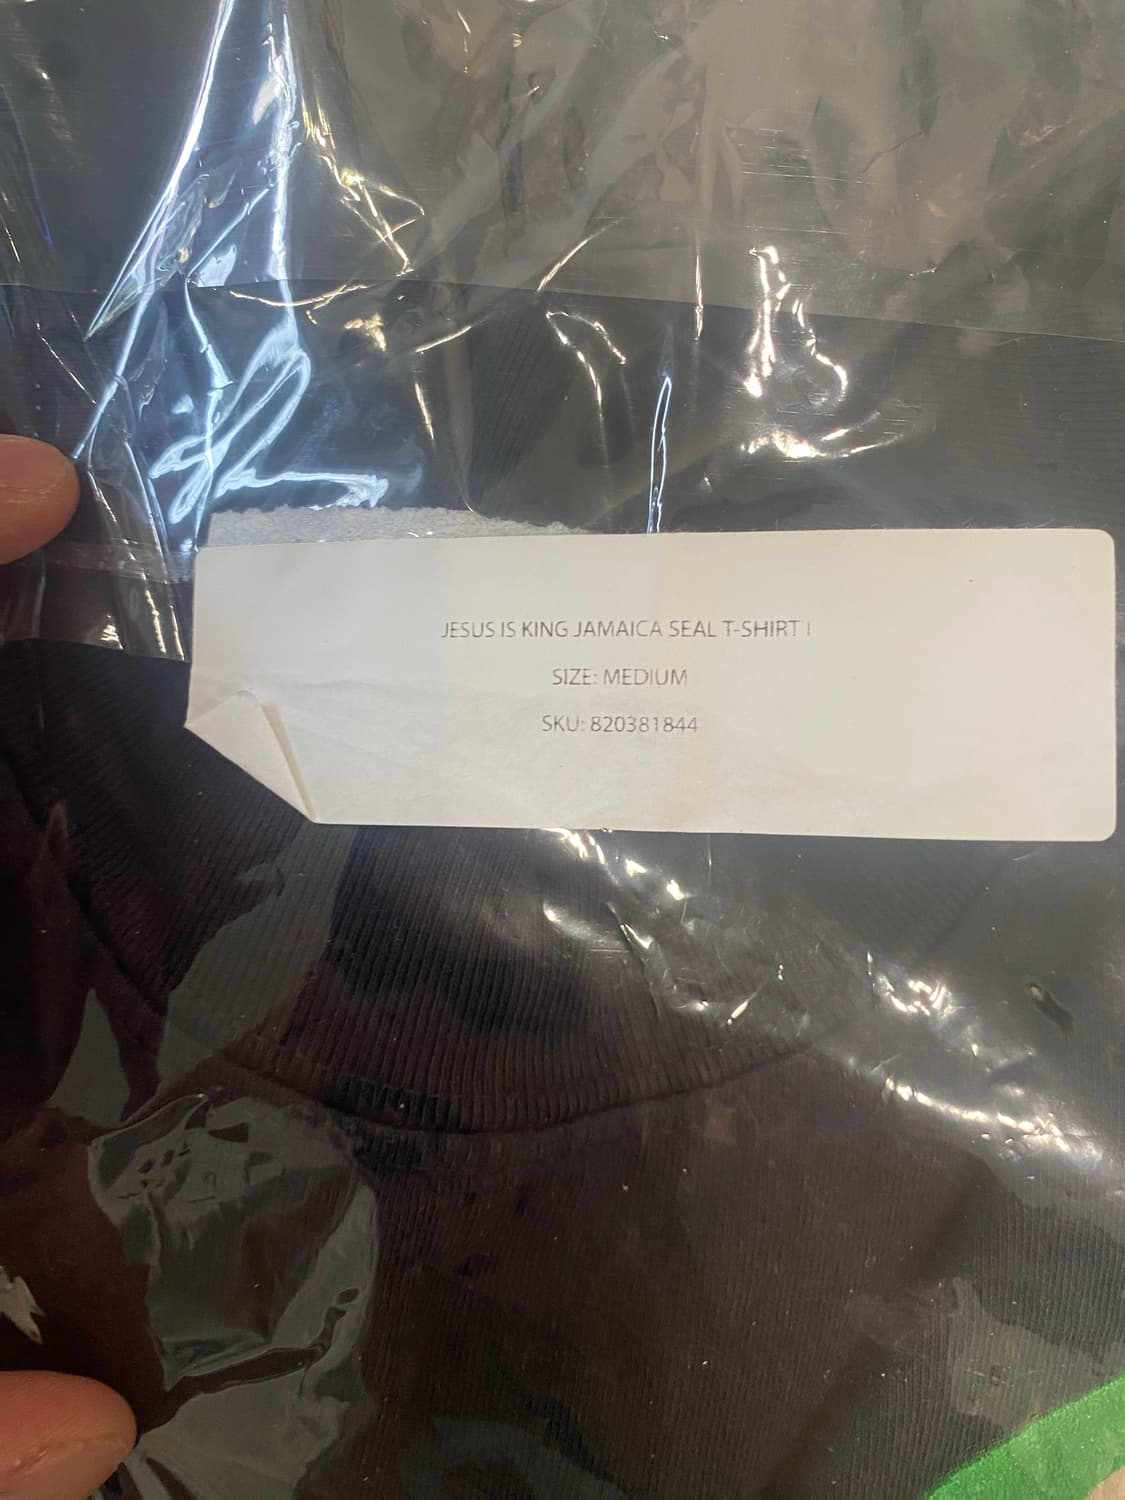 JESUS IS KING JAMAICA SEAL T-SHIRT I
SIZE: MEDIUM
SKU: 820381844